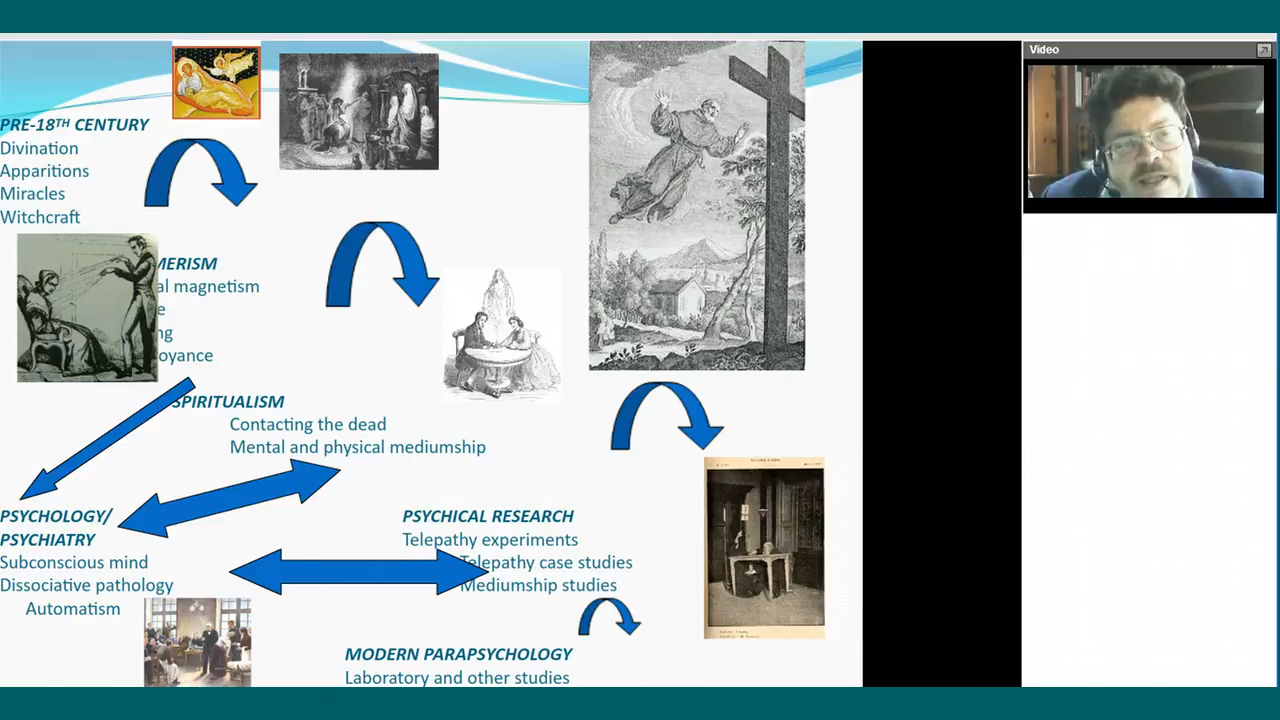 Video
PRE-18TH CENTURY
Divination
Apparitions
Miracles
Witchcraft
MERISM
al magnetism
e
ng
oyance
SPIRITUALISM
Contacting the dead
Mental and physical mediumship
PSYCHOLOGY/
PSYCHIATRY
Subconscious mind
Dissociative pathology
Automatism
PSYCHICAL RESEARCH
Telepathy experiments
Telepathy case studies
Mediumship studies
MODERN PARAPSYCHOLOGY
Laboratory and other studies